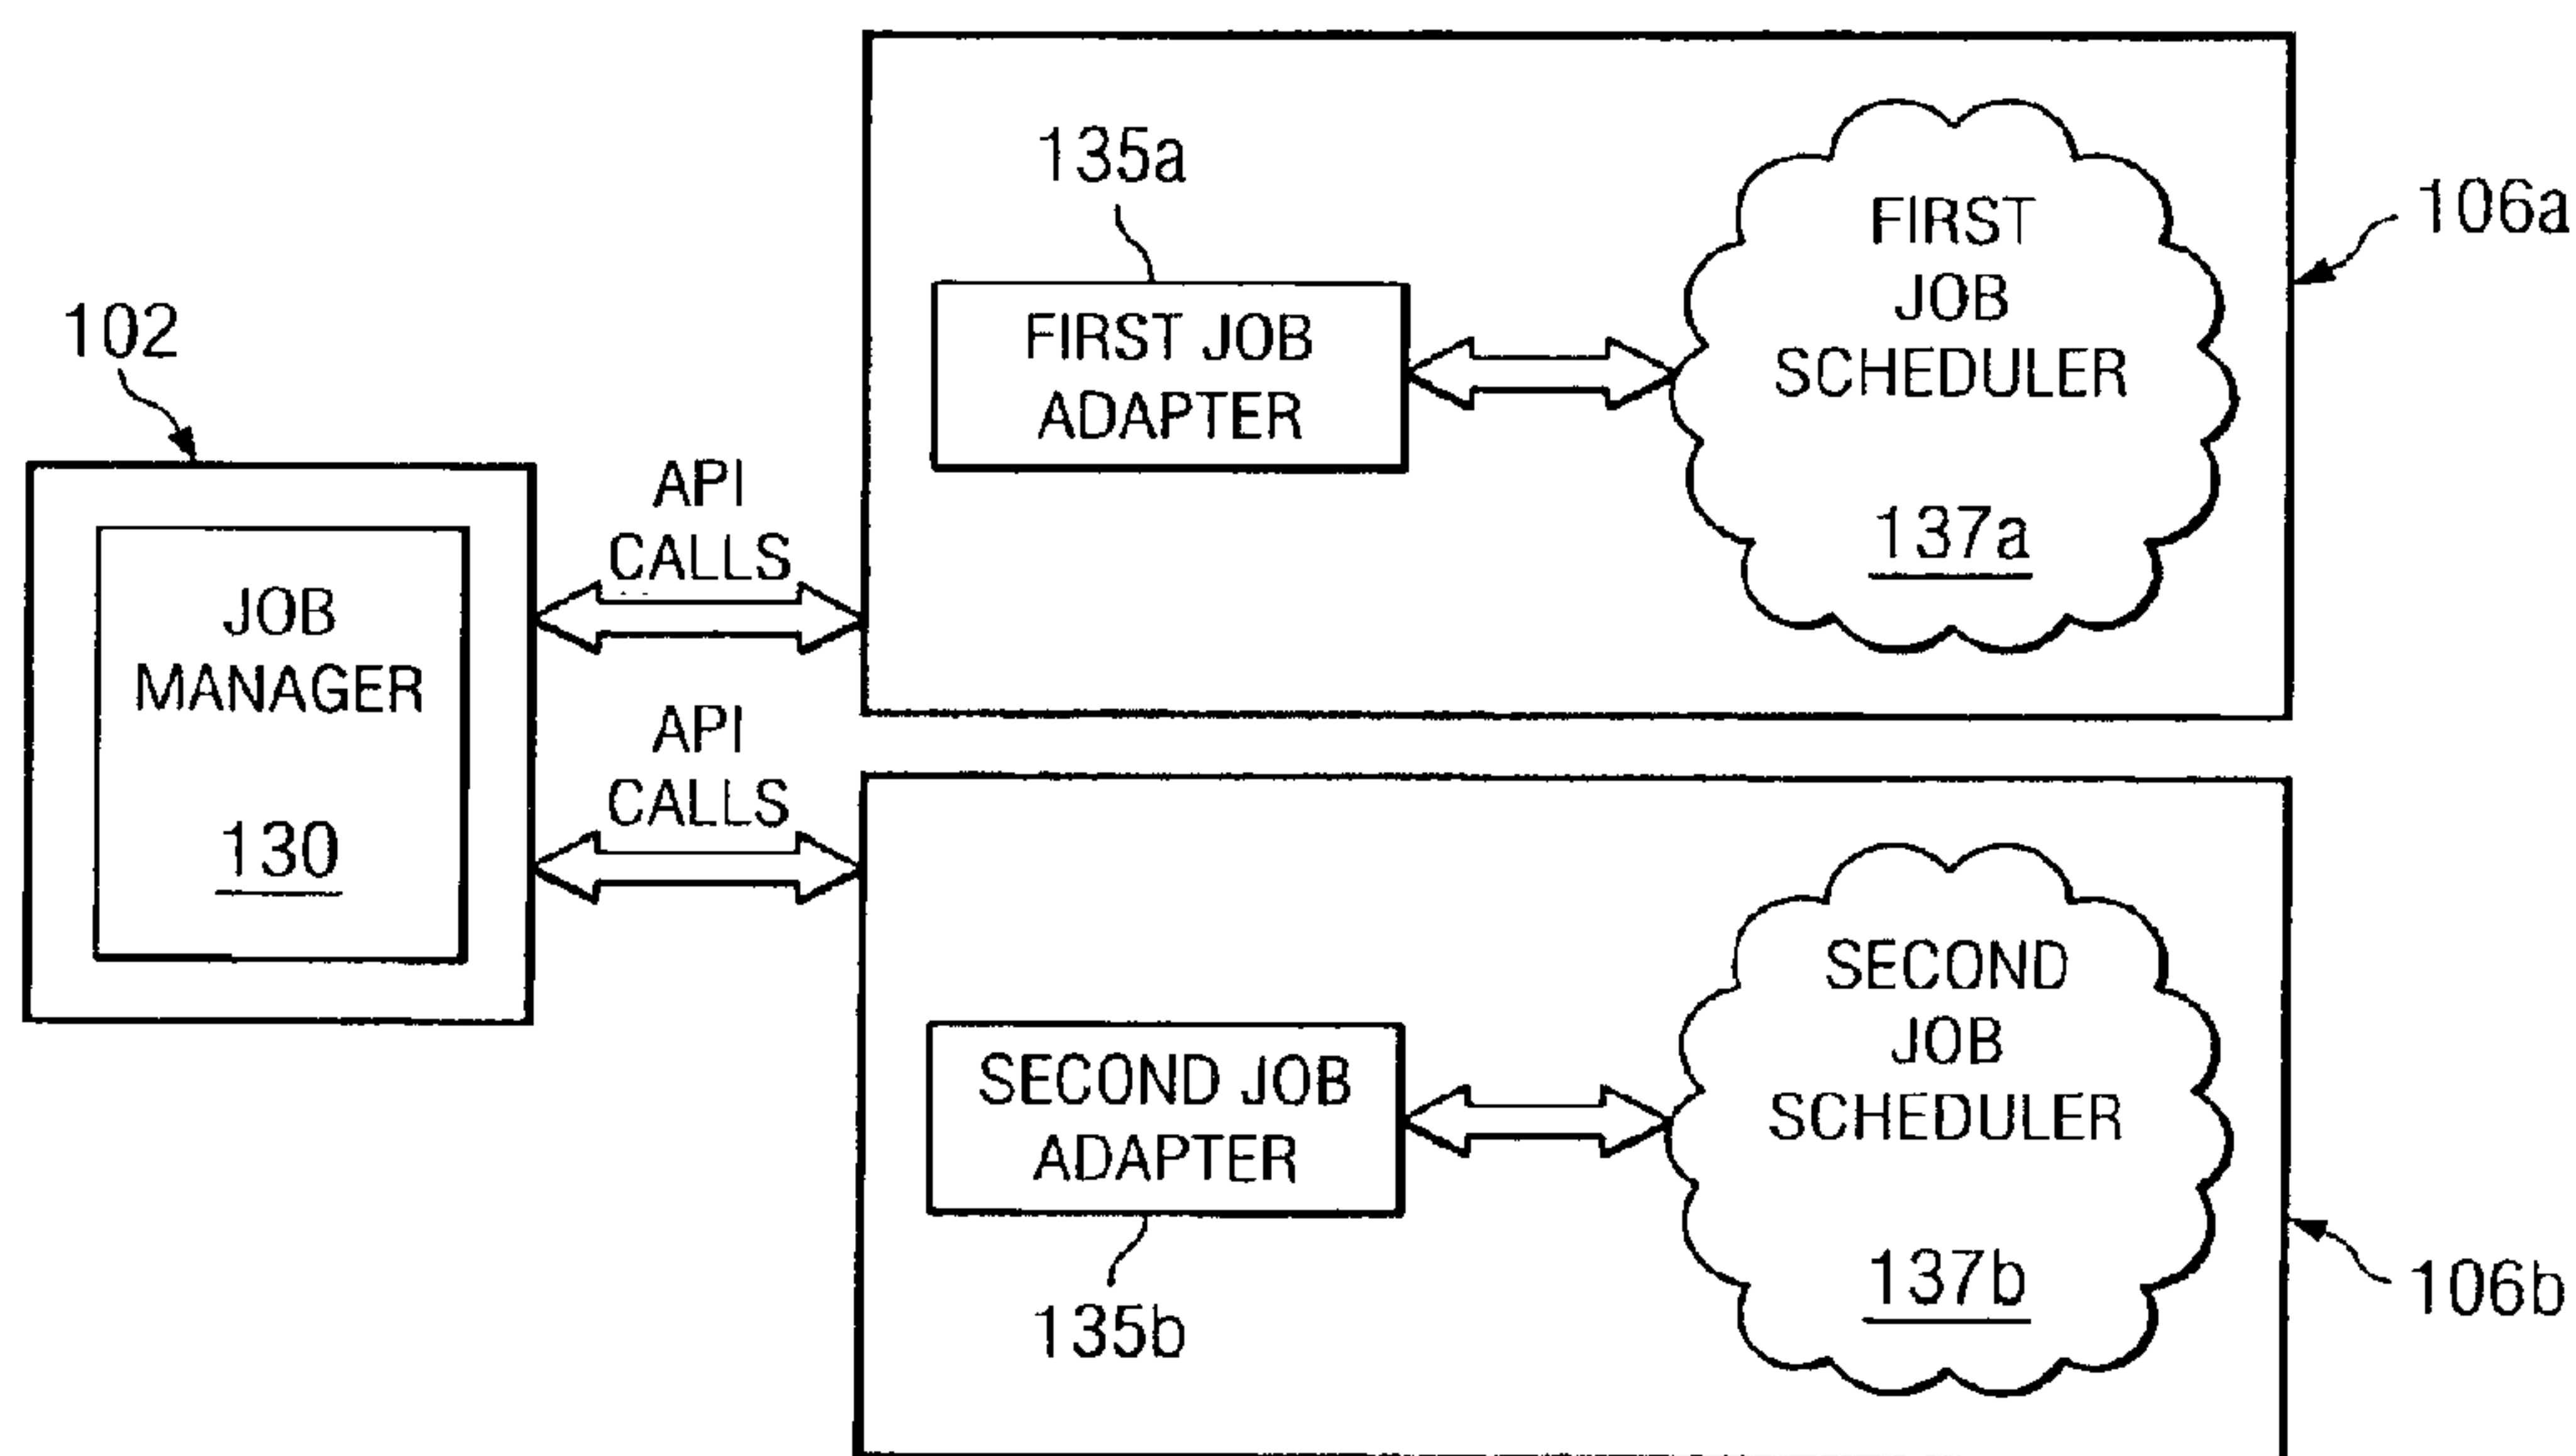 102
JOB
MANAGER
130
API
CALLS
API
CALLS
135a
FIRST JOB
ADAPTER
FIRST
JOB
SCHEDULER
137a
106a
SECOND JOB
ADAPTER
135b
SECOND
JOB
SCHEDULER
137b
106b